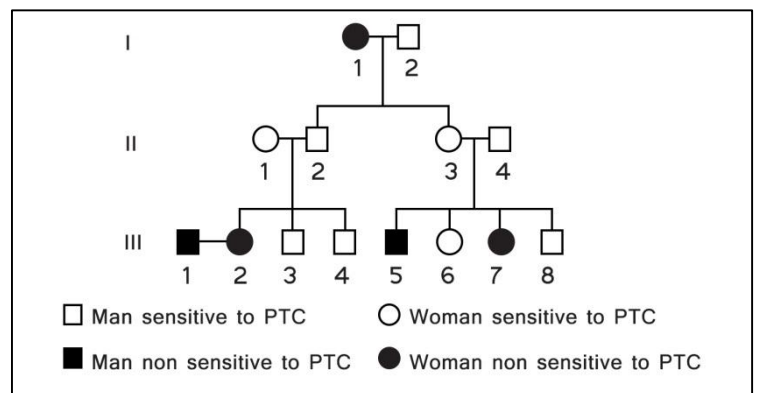 I
1 2
II
1 2 3 4
III
1 2 3 4 5 6 7 8
Man sensitive to PTC Woman sensitive to PTC
Man non sensitive to PTC Woman non sensitive to PTC